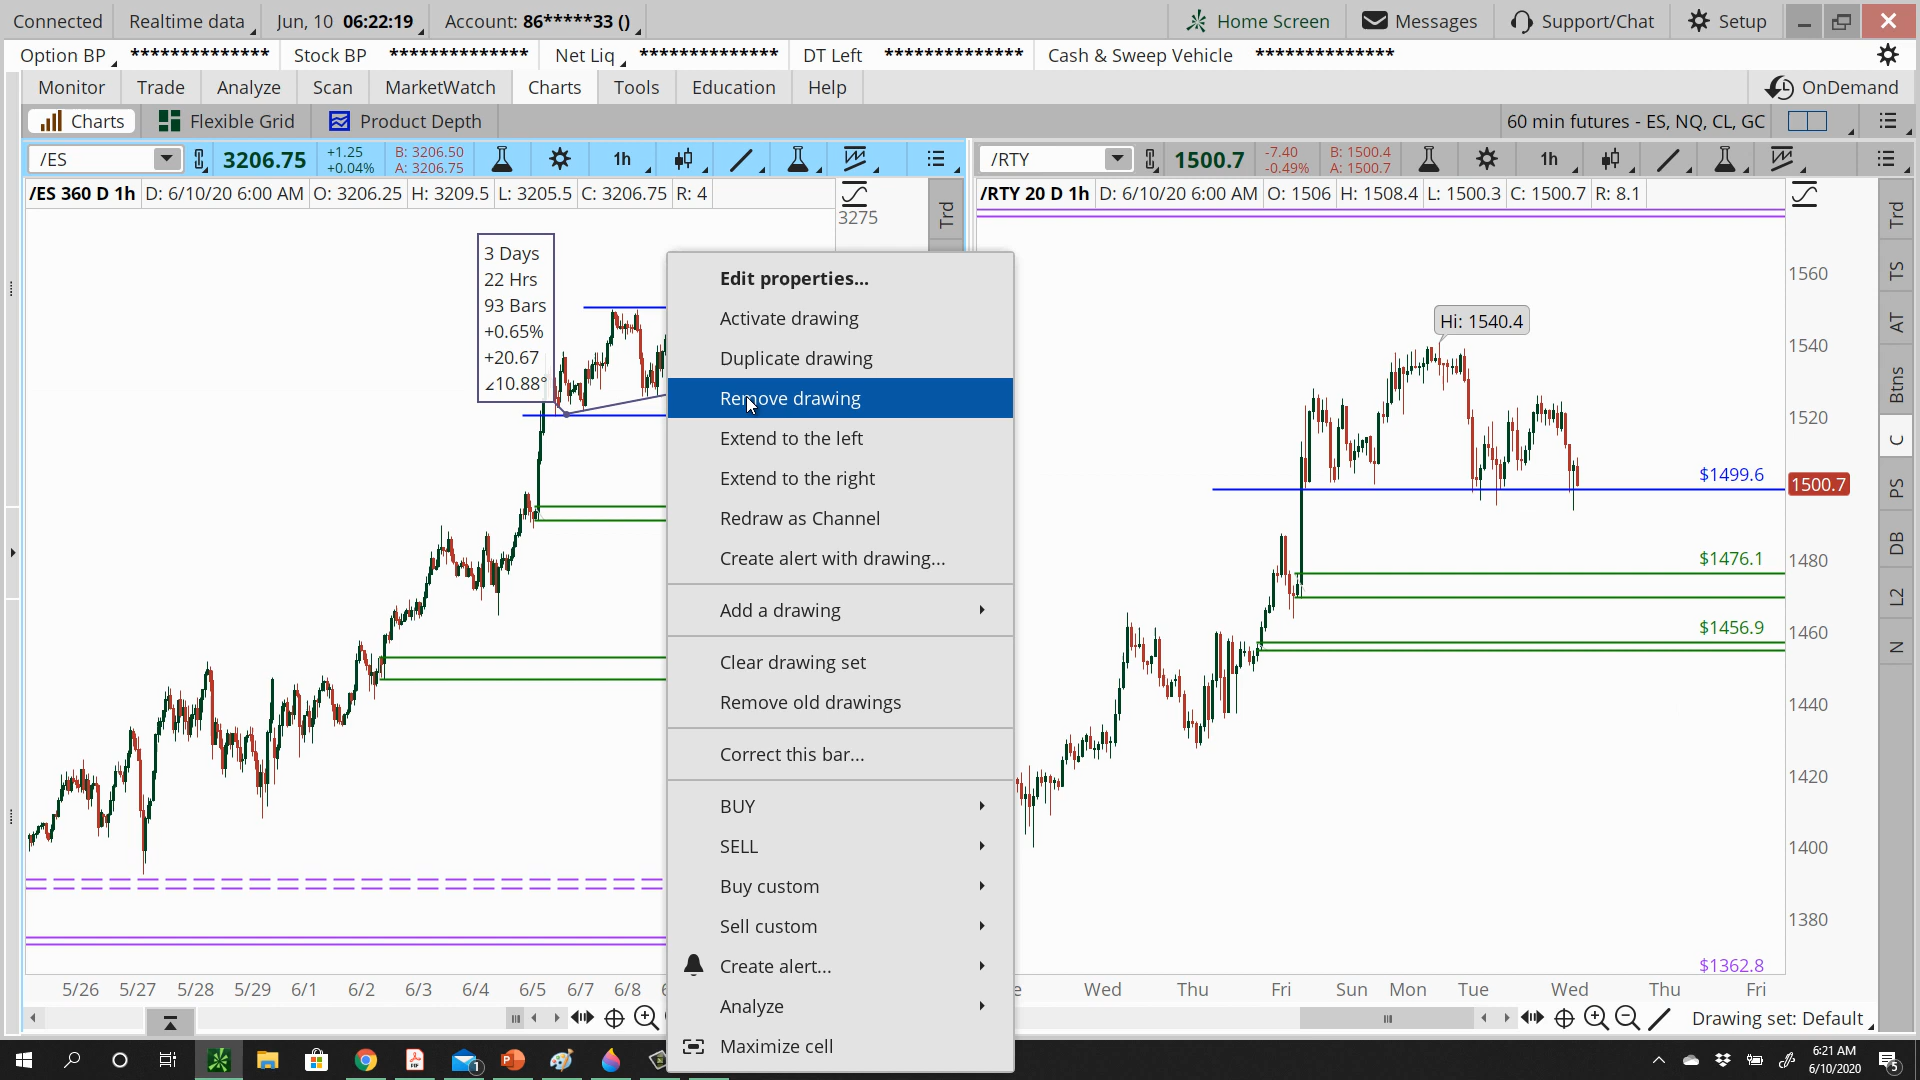 Connected Realtime data Jun, 10 06:22:19 Account: 86*****33 () Home Screen Messages Support/Chat Setup
Option BP ************** Stock BP ************** Net Liq ************** DT Left ************** Cash & Sweep Vehicle **************
Monitor Trade Analyze Scan MarketWatch Charts Tools Education Help OnDemand
Charts Flexible Grid Product Depth 60 min futures - ES, NQ, CL, GC
/ES 3206.75 +1.25 +0.04% B: 3206.50 A: 3206.75 1h
/ES 360 D 1h D: 6/10/20 6:00 AM O: 3206.25 H: 3209.5 L: 3205.5 C: 3206.75 R: 4
3275
Trd
3 Days
22 Hrs
93 Bars
+0.65%
+20.67
∠10.88°
5/26 5/27 5/28 5/29 6/1 6/2 6/3 6/4 6/5 6/7 6/8
Edit properties...
Activate drawing
Duplicate drawing
Remove drawing
Extend to the left
Extend to the right
Redraw as Channel
Create alert with drawing...
Add a drawing
Clear drawing set
Remove old drawings
Correct this bar...
BUY
SELL
Buy custom
Sell custom
Create alert...
Analyze
Maximize cell
/RTY 1500.7 -7.40 -0.49% B: 1500.4 A: 1500.7 1h
/RTY 20 D 1h D: 6/10/20 6:00 AM O: 1506 H: 1508.4 L: 1500.3 C: 1500.7 R: 8.1
Hi: 1540.4
$1499.6
$1476.1
$1456.9
$1362.8
1560
1540
1520
1500.7
1480
1460
1440
1420
1400
1380
Wed Thu Fri Sun Mon Tue Wed Thu Fri
Drawing set: Default
Trd
TS
AT
Btns
C
PS
DB
L2
N
1
6:21 AM
6/10/2020
5